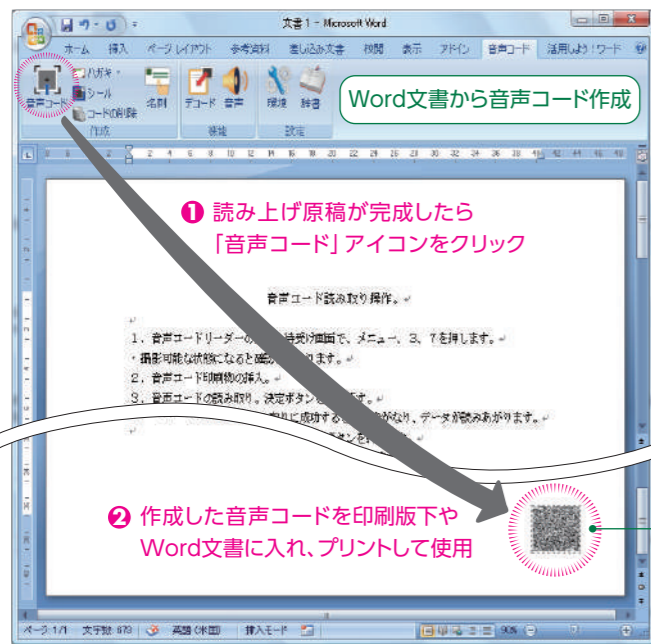 文書1 - Microsoft Word
ホーム 挿入 ページ レイアウト 参考資料 差し込み文書 校閲 表示 アドイン 音声コード 活用しよう!ワード
音声コード ハガキ シール コードの削除 名刺 デコード 音声 環境 辞書
作成 機能 設定
Word文書から音声コード作成
❶ 読み上げ原稿が完成したら
「音声コード」アイコンをクリック
音声コード読み取り操作。
1、音声コードリーダーの 待受け画面で、メニュー、3、7を押します。
・撮影可能な状態になると ります。
2、音声コード印刷物の挿入。
3、音声コードの読み取り。決定ボタン
に成功する なり、データが読みあがります。
❷ 作成した音声コードを印刷版下や
Word文書に入れ、プリントして使用
ページ: 1/1 文字数: 673 英語 (米国) 挿入モード 90%